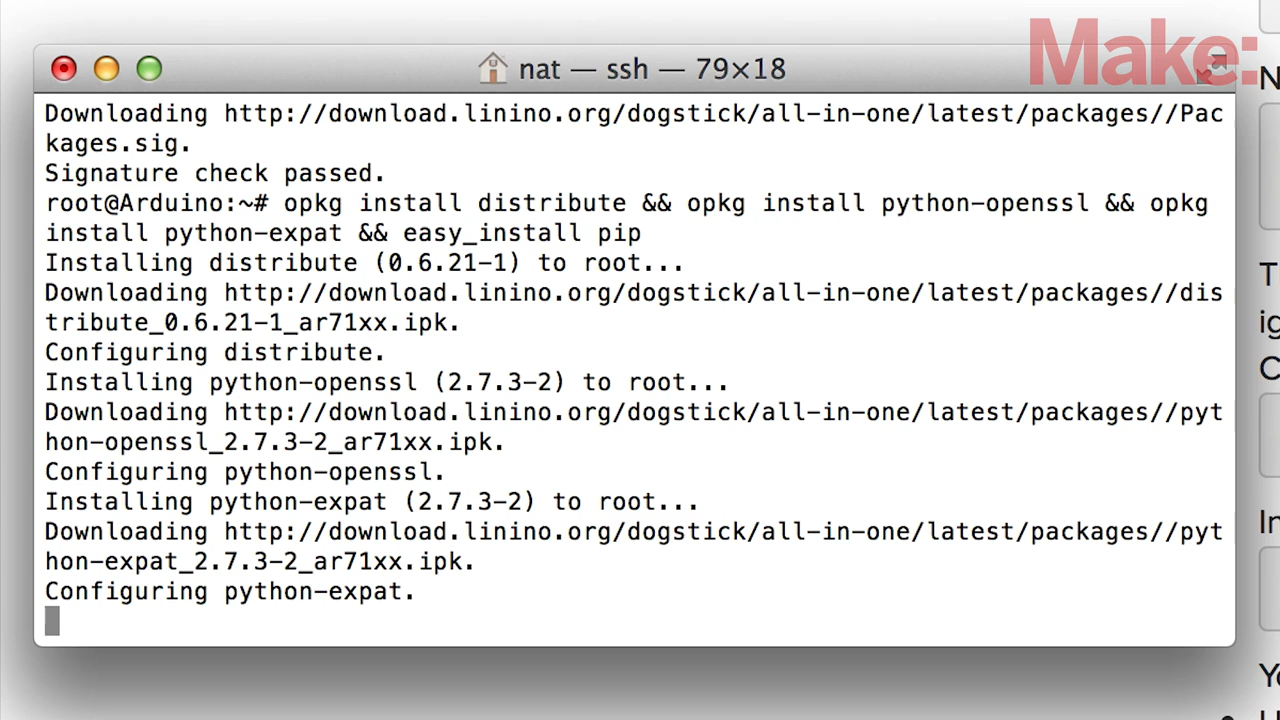 Make:
nat — ssh — 79×18
Downloading http://download.linino.org/dogstick/all-in-one/latest/packages//Pac
kages.sig.
Signature check passed.
root@Arduino:~# opkg install distribute && opkg install python-openssl && opkg
install python-expat && easy_install pip
Installing distribute (0.6.21-1) to root...
Downloading http://download.linino.org/dogstick/all-in-one/latest/packages//dis
tribute_0.6.21-1_ar71xx.ipk.
Configuring distribute.
Installing python-openssl (2.7.3-2) to root...
Downloading http://download.linino.org/dogstick/all-in-one/latest/packages//pyt
hon-openssl_2.7.3-2_ar71xx.ipk.
Configuring python-openssl.
Installing python-expat (2.7.3-2) to root...
Downloading http://download.linino.org/dogstick/all-in-one/latest/packages//pyt
hon-expat_2.7.3-2_ar71xx.ipk.
Configuring python-expat.